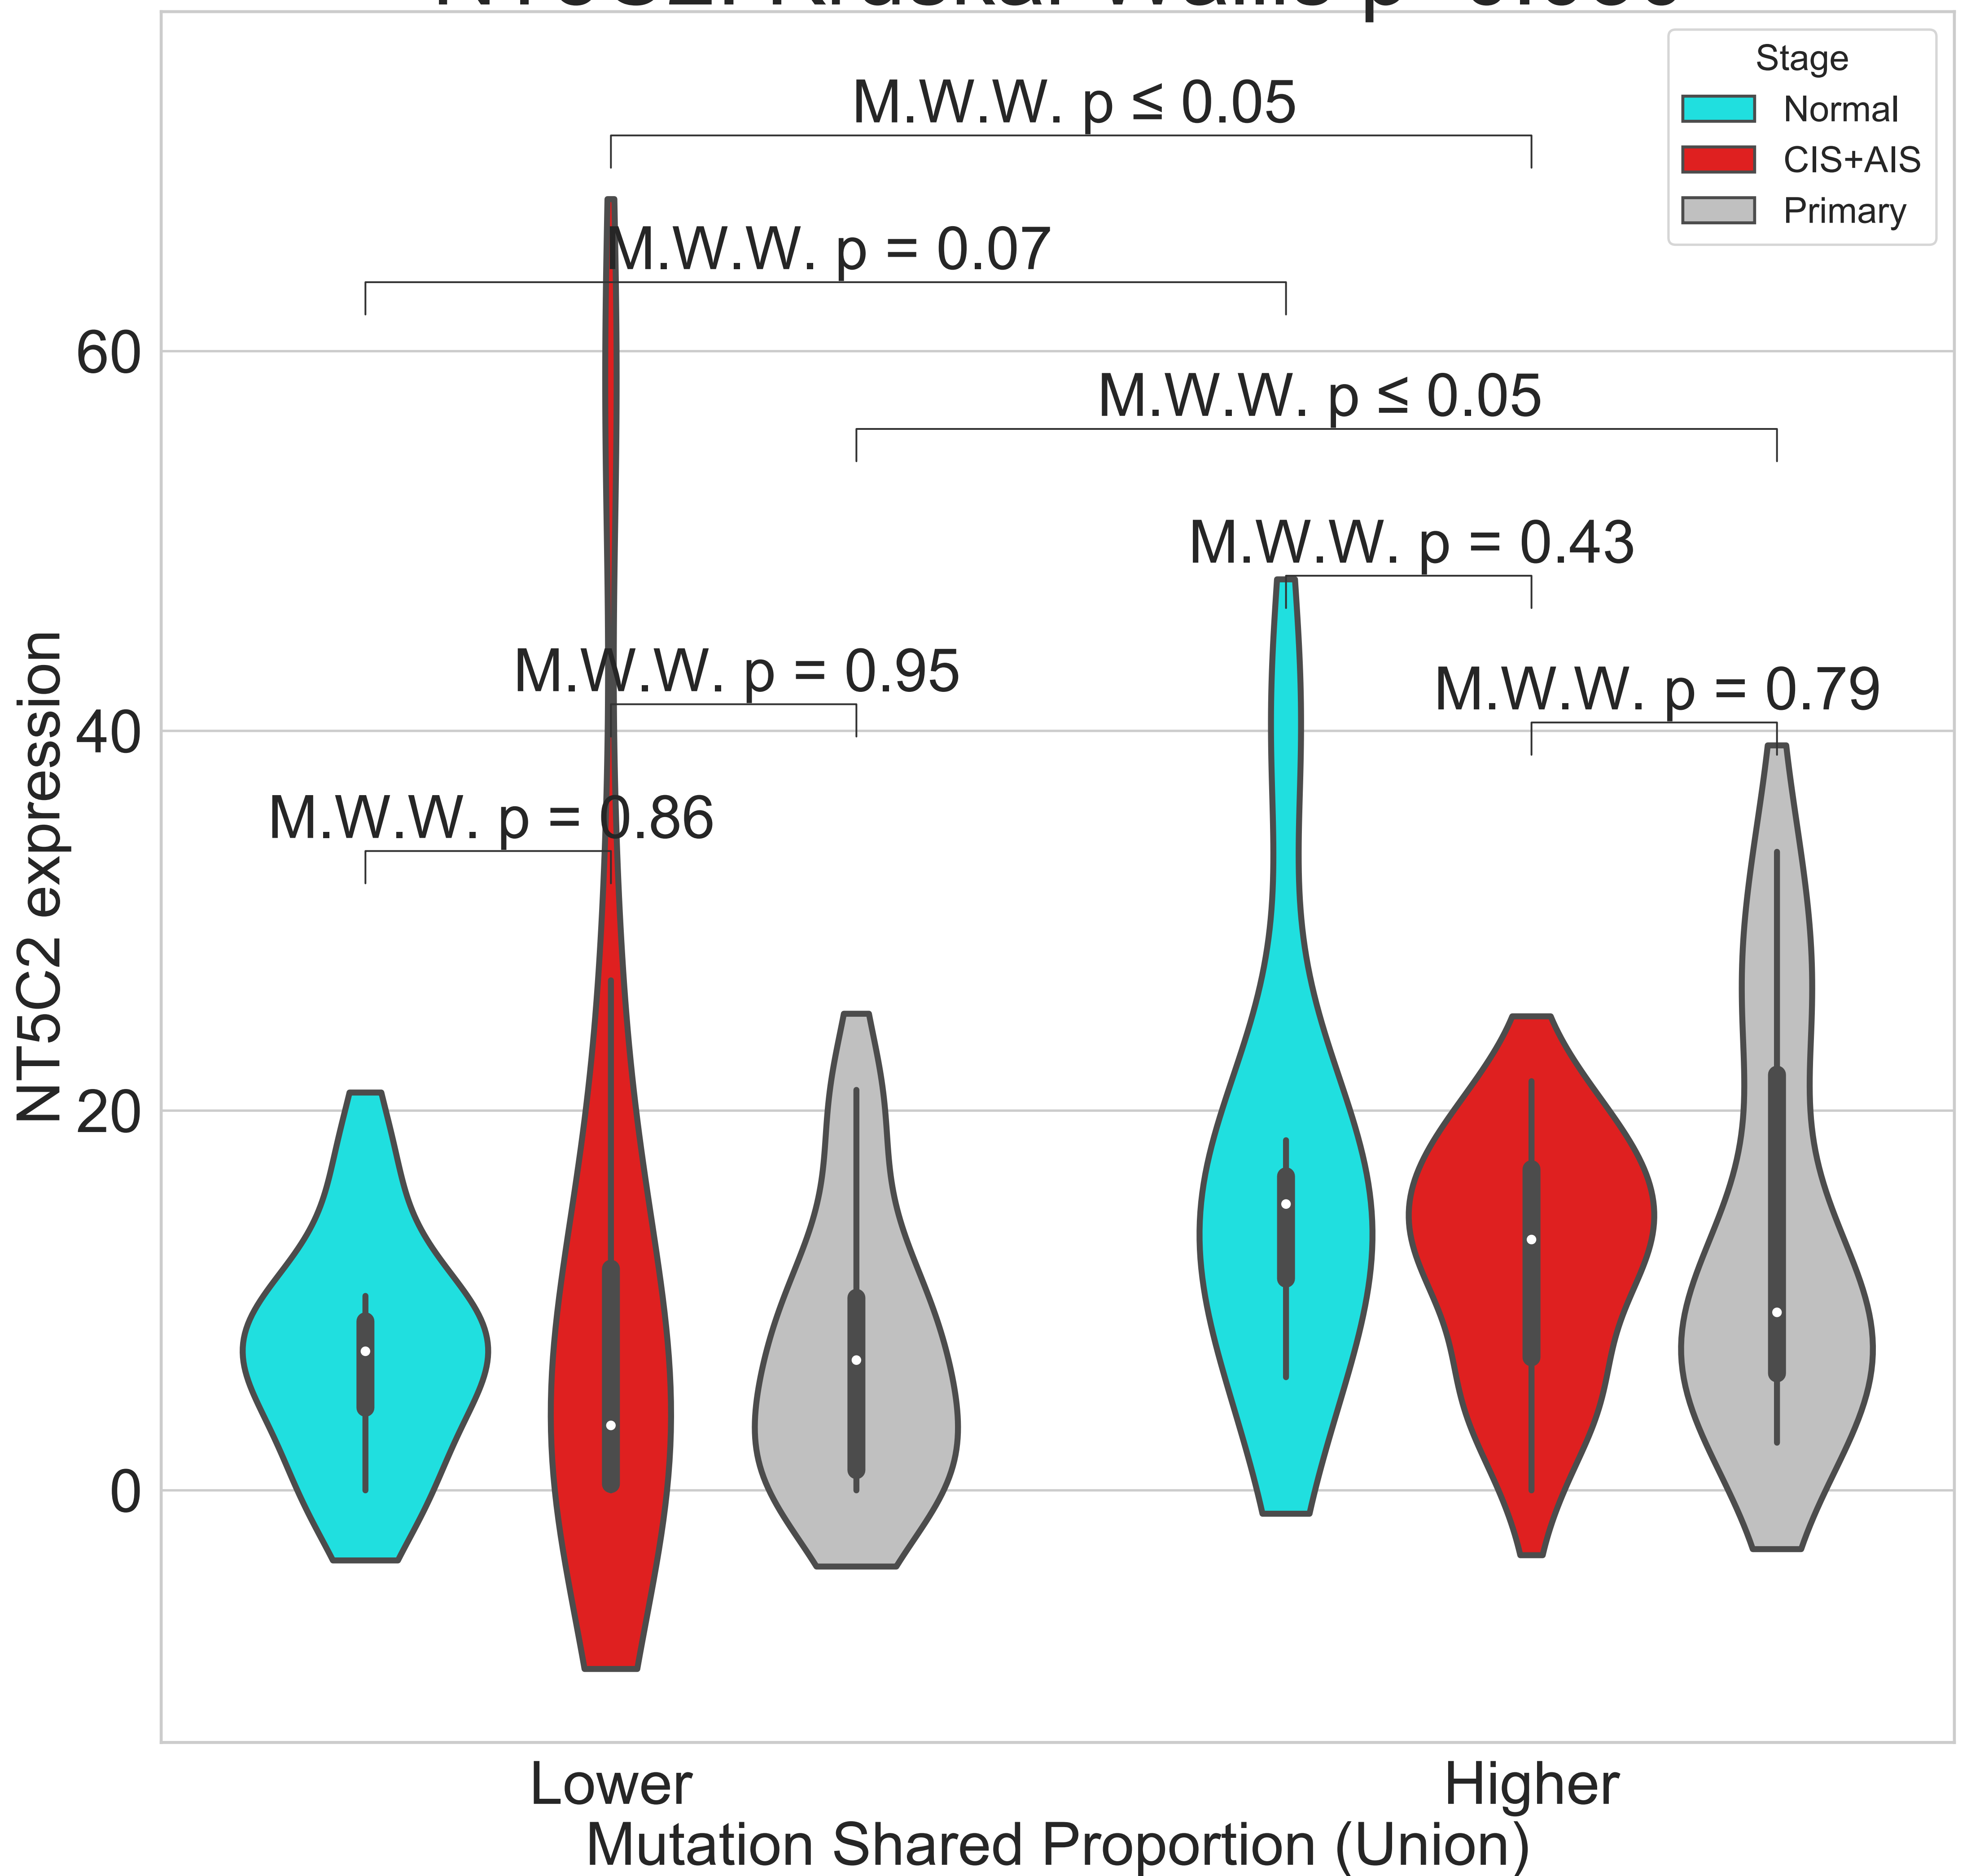 Stage
Normal
CIS+AIS
Primary
M.W.W. p ≤ 0.05
M.W.W. p = 0.07
M.W.W. p ≤ 0.05
M.W.W. p = 0.43
M.W.W. p = 0.95
M.W.W. p = 0.79
M.W.W. p = 0.86
NT5C2 expression
60
40
20
0
Lower
Higher
Mutation Shared Proportion (Union)